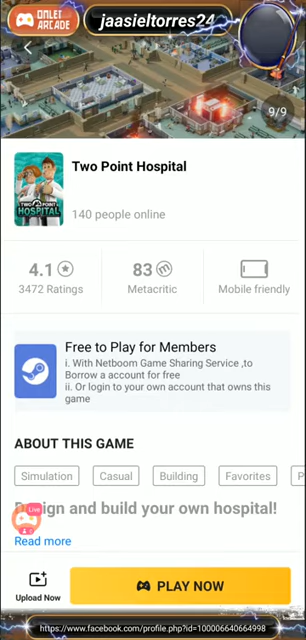 OMLET
ARCADE
jaasieltorres24
9/9
TWO POINT
HOSPITAL
Two Point Hospital
140 people online
4.1
83
3472 Ratings
Metacritic
Mobile friendly
Free to Play for Members
i. With Netboom Game Sharing Service ,to
Borrow a account for free
ii. Or login to your own account that owns this
game
ABOUT THIS GAME
Simulation
Casual
Building
Favorites
P
Live
ign and build your own hospital!
Read more
Upload Now
PLAY NOW
https://www.facebook.com/profile.php?id=100006640664998